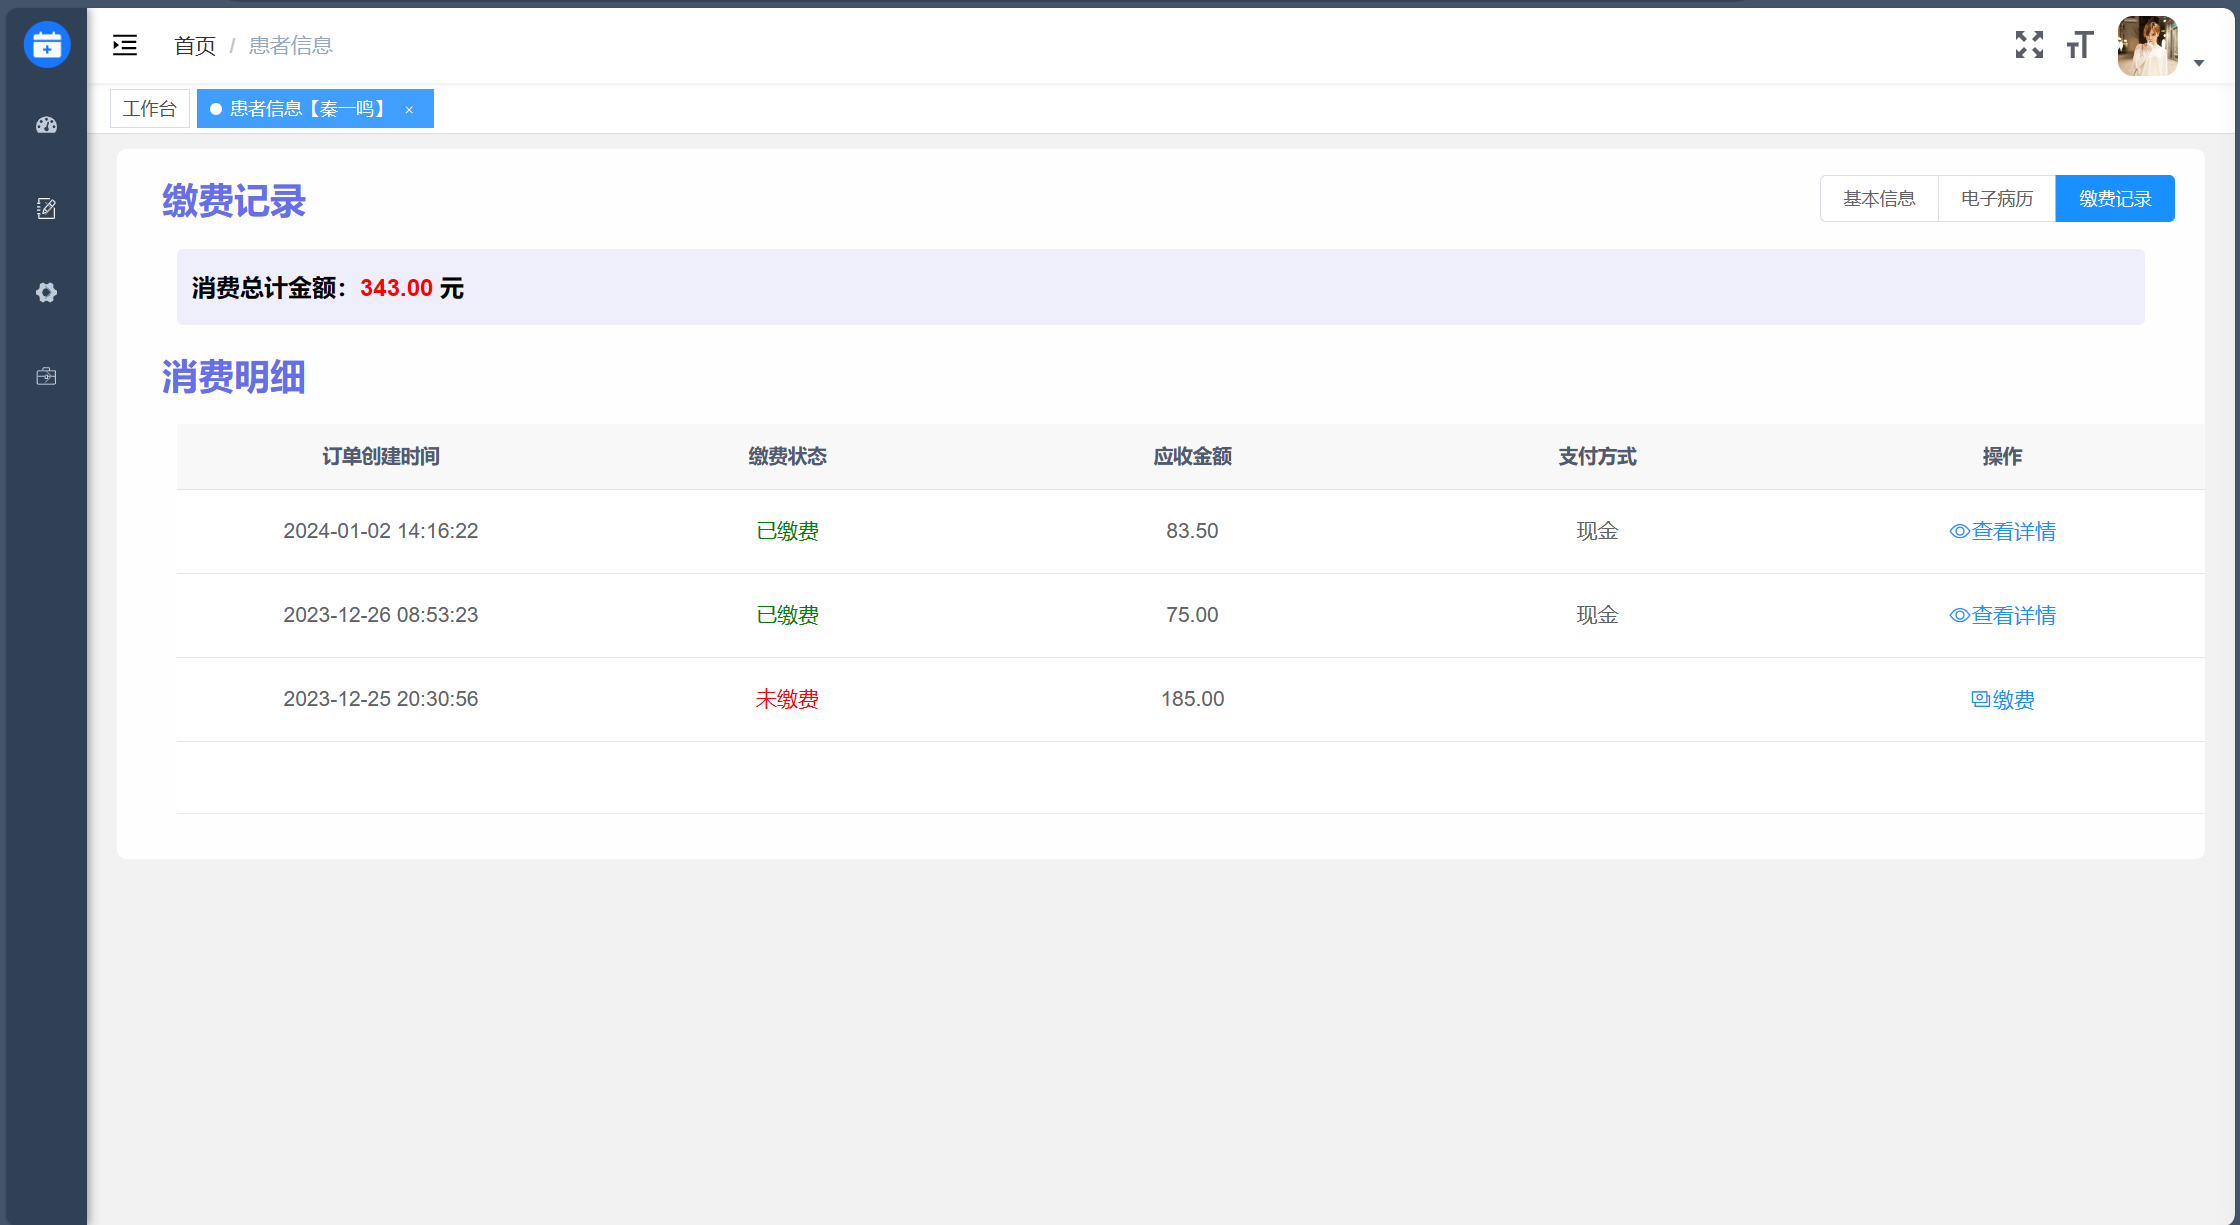 首页 / 患者信息
工作台
患者信息【秦一鸣】 ×
缴费记录
基本信息 电子病历 缴费记录
消费总计金额：343.00 元
消费明细
订单创建时间 缴费状态 应收金额 支付方式 操作
2024-01-02 14:16:22 已缴费 83.50 现金 查看详情
2023-12-26 08:53:23 已缴费 75.00 现金 查看详情
2023-12-25 20:30:56 未缴费 185.00 缴费